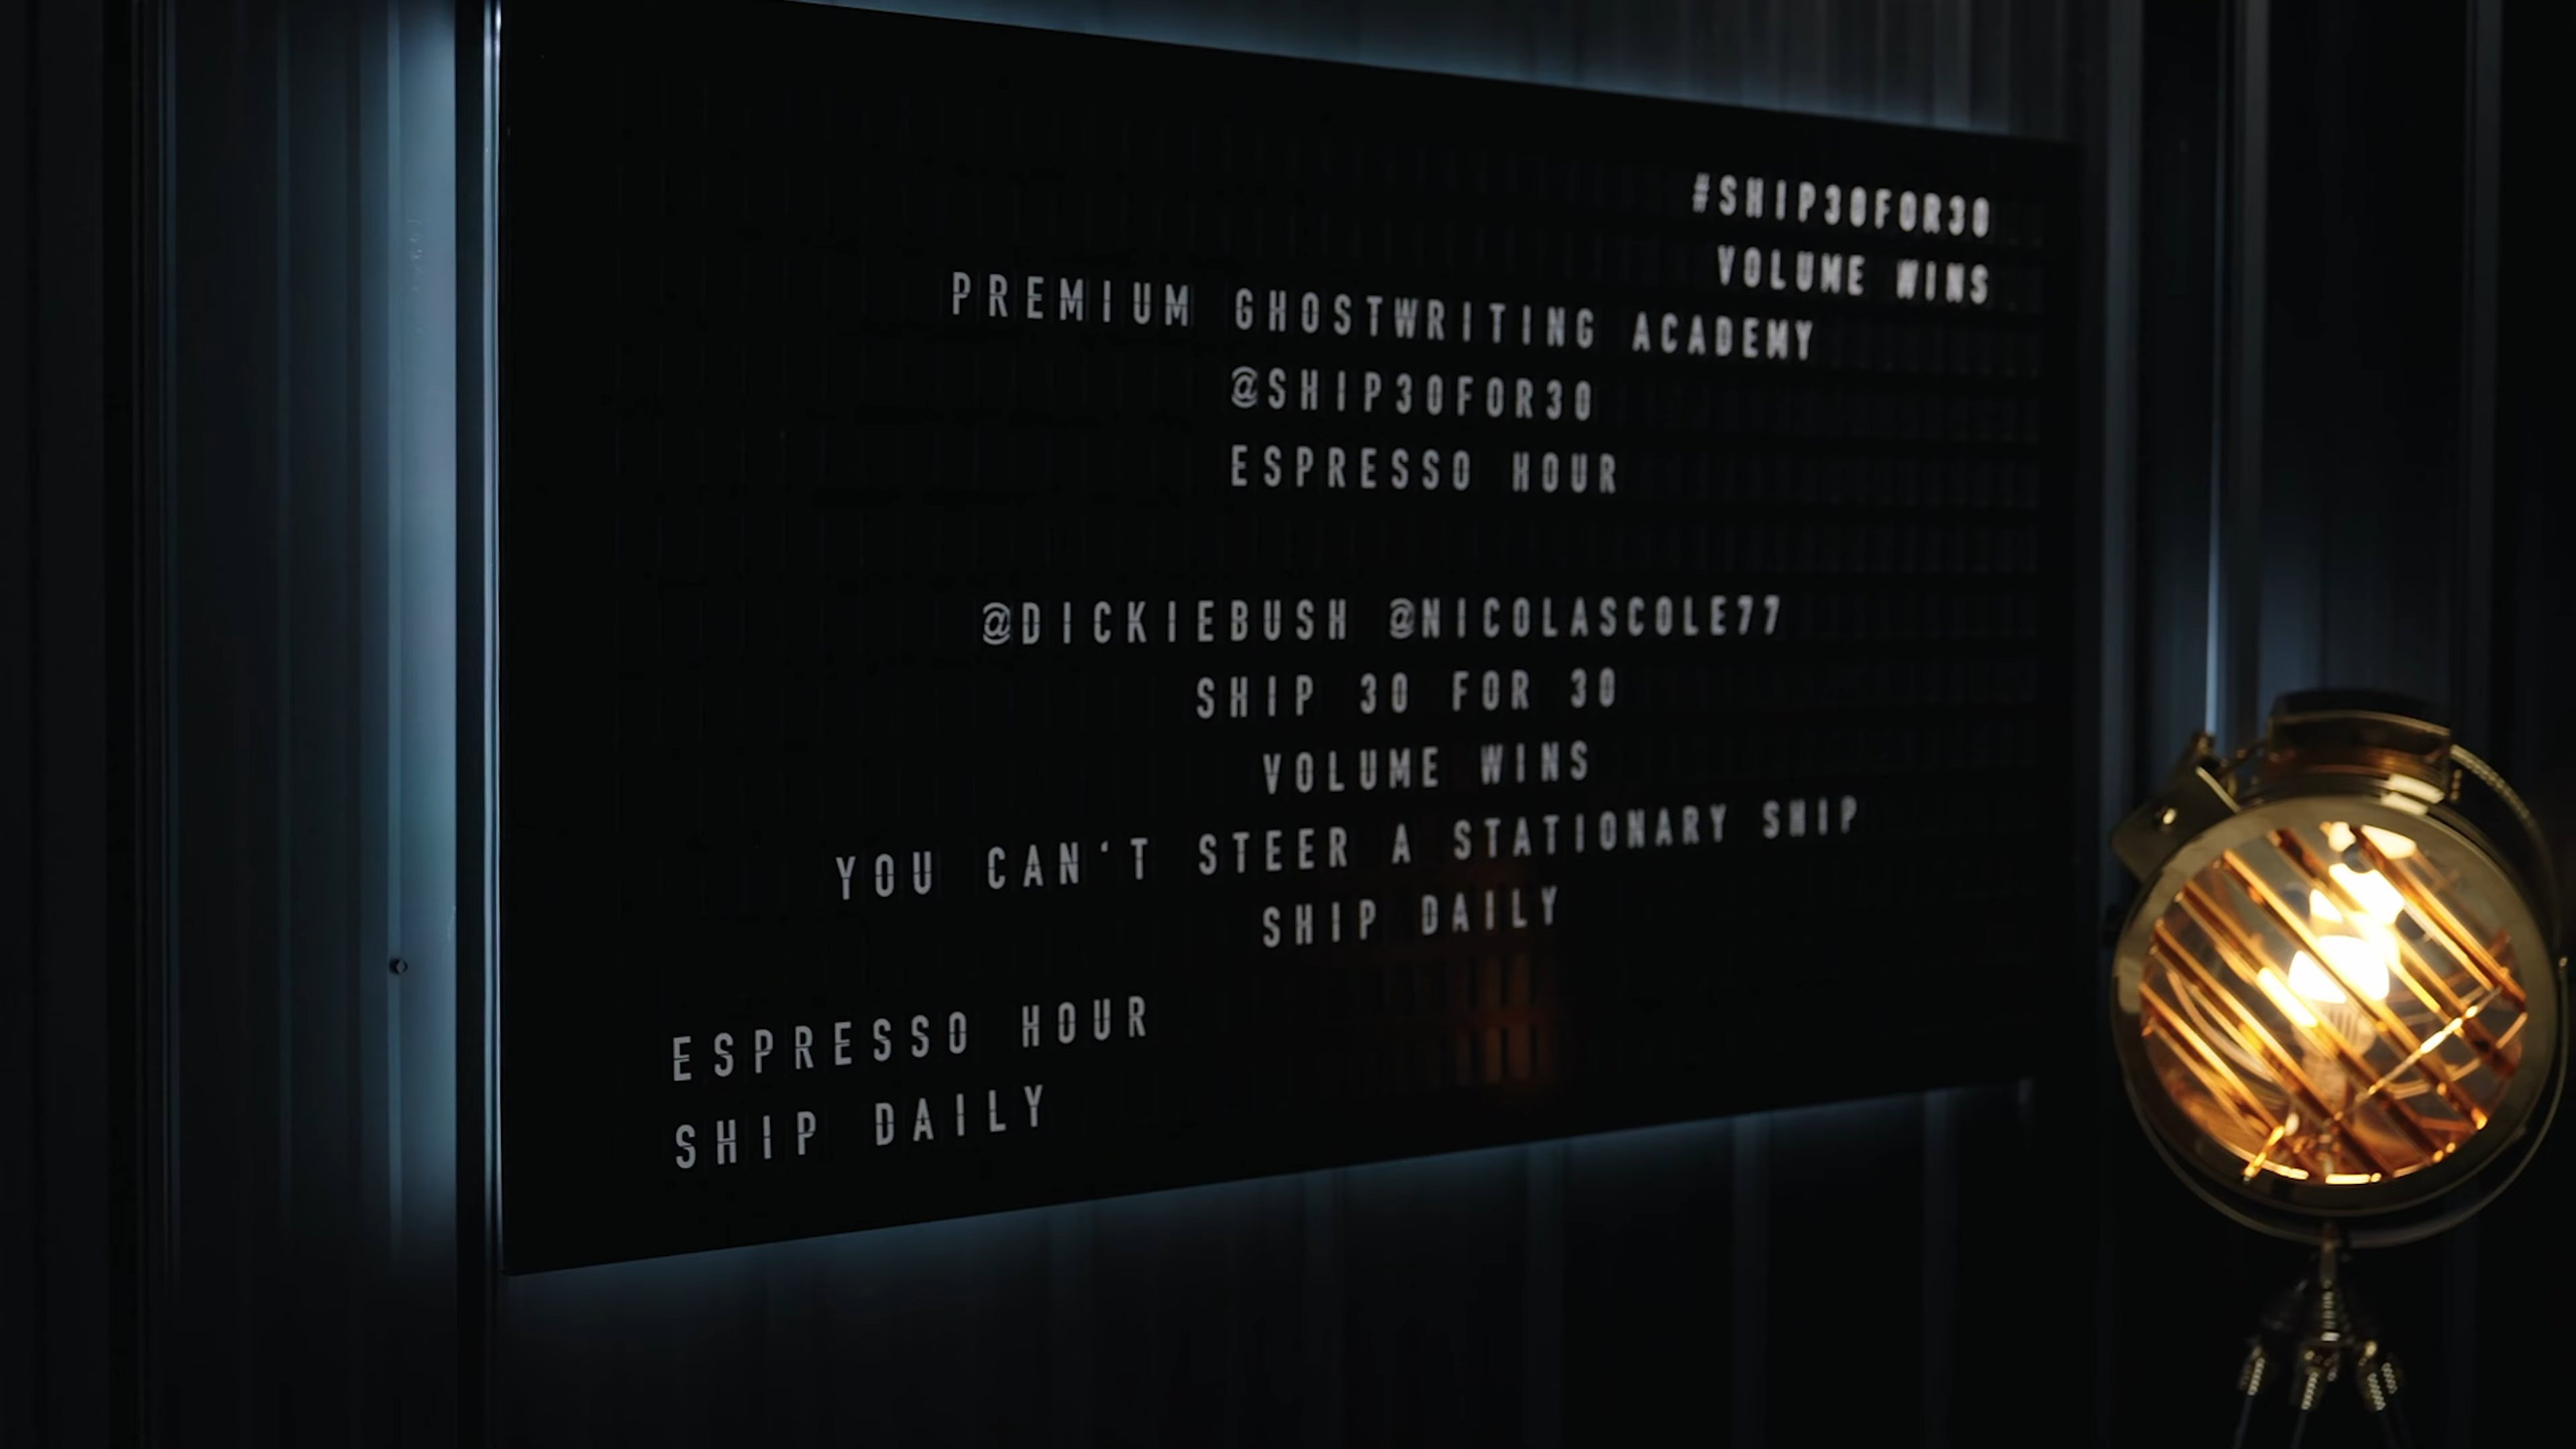 #SHIP30FOR30
VOLUME WINS
PREMIUM GHOSTWRITING ACADEMY
@SHIP30FOR30
ESPRESSO HOUR
@DICKIEBUSH @NICOLASCOLE77
SHIP 30 FOR 30
VOLUME WINS
YOU CAN'T STEER A STATIONARY SHIP
SHIP DAILY
ESPRESSO HOUR
SHIP DAILY